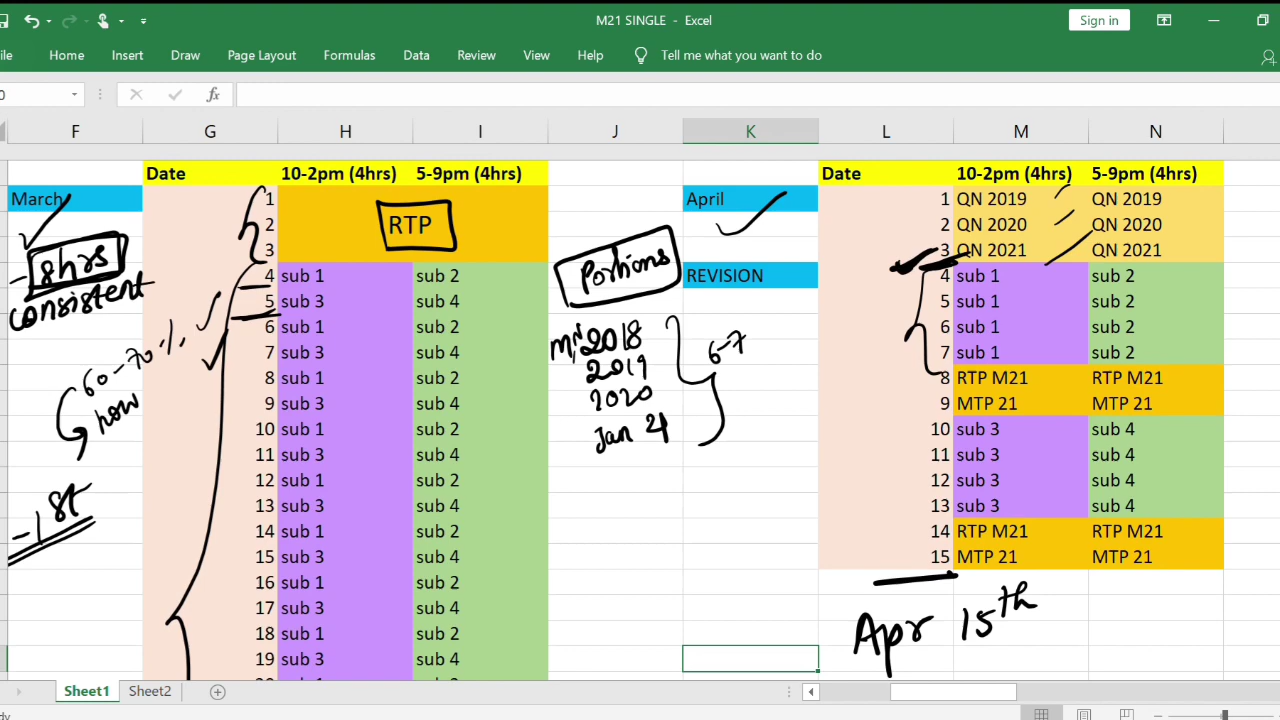 M21 SINGLE - Excel
Sign in
Home Insert Draw Page Layout Formulas Data Review View Help Tell me what you want to do
fx
F G H I J K L M N
Date 10-2pm (4hrs) 5-9pm (4hrs) Date 10-2pm (4hrs) 5-9pm (4hrs)
March 1 April 1 QN 2019 QN 2019
2 RTP 2 QN 2020 QN 2020
3 3 QN 2021 QN 2021
4 sub 1 sub 2 REVISION 4 sub 1 sub 2
5 sub 3 sub 4 5 sub 1 sub 2
6 sub 1 sub 2 6 sub 1 sub 2
7 sub 3 sub 4 7 sub 1 sub 2
8 sub 1 sub 2 8 RTP M21 RTP M21
9 sub 3 sub 4 9 MTP 21 MTP 21
10 sub 1 sub 2 10 sub 3 sub 4
11 sub 3 sub 4 11 sub 3 sub 4
12 sub 1 sub 2 12 sub 3 sub 4
13 sub 3 sub 4 13 sub 3 sub 4
14 sub 1 sub 2 14 RTP M21 RTP M21
15 sub 3 sub 4 15 MTP 21 MTP 21
16 sub 1 sub 2
17 sub 3 sub 4
18 sub 1 sub 2
19 sub 3 sub 4
8hrs
consistent
60-70%
how
1st
Portions
2018
2019
2020
Jan 21
6-7
Apr 15th
Sheet1 Sheet2